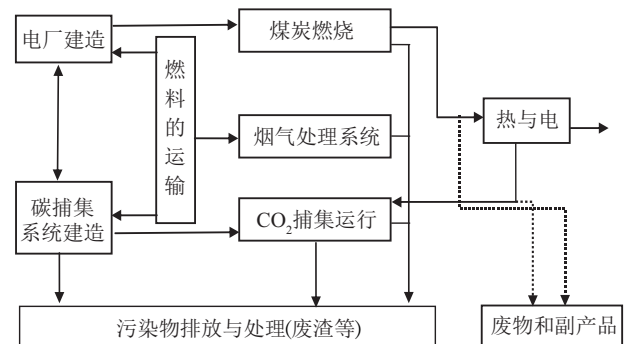 电厂建造
煤炭燃烧
燃
料
的
运
输
烟气处理系统
热与电
碳捕集
系统建造
CO₂捕集运行
污染物排放与处理(废渣等)
废物和副产品